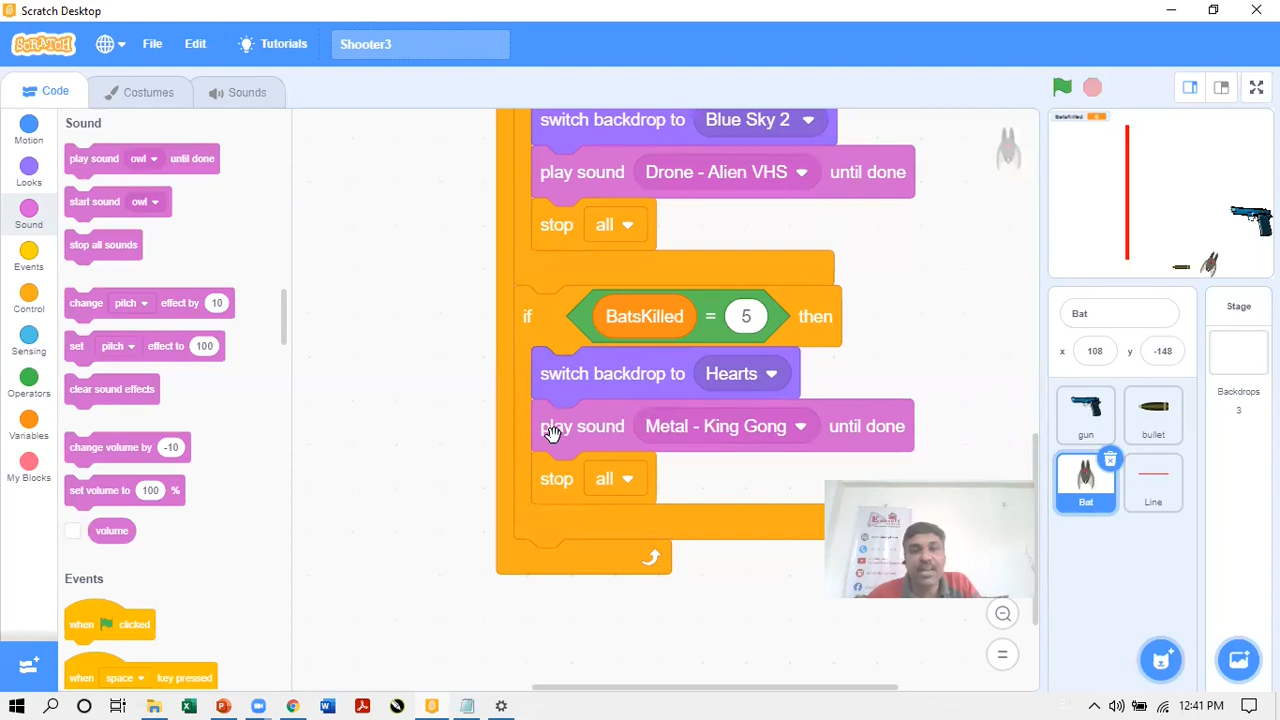 Scratch Desktop
SCRATCH
File
Edit
Tutorials
Shooter3
Code
Costumes
Sounds
Motion
Looks
Sound
Events
Control
Sensing
Operators
Variables
My Blocks
Sound
play sound owl until done
start sound owl
stop all sounds
change pitch effect by 10
set pitch effect to 100
clear sound effects
change volume by -10
set volume to 100 %
volume
Events
when clicked
when space key pressed
switch backdrop to Blue Sky 2
play sound Drone - Alien VHS until done
stop all
if BatsKilled = 5 then
switch backdrop to Hearts
play sound Metal - King Gong until done
stop all
BatsKilled
Bat
x 108 y -148
gun
bullet
Bat
Line
Stage
Backdrops
3
12:41 PM